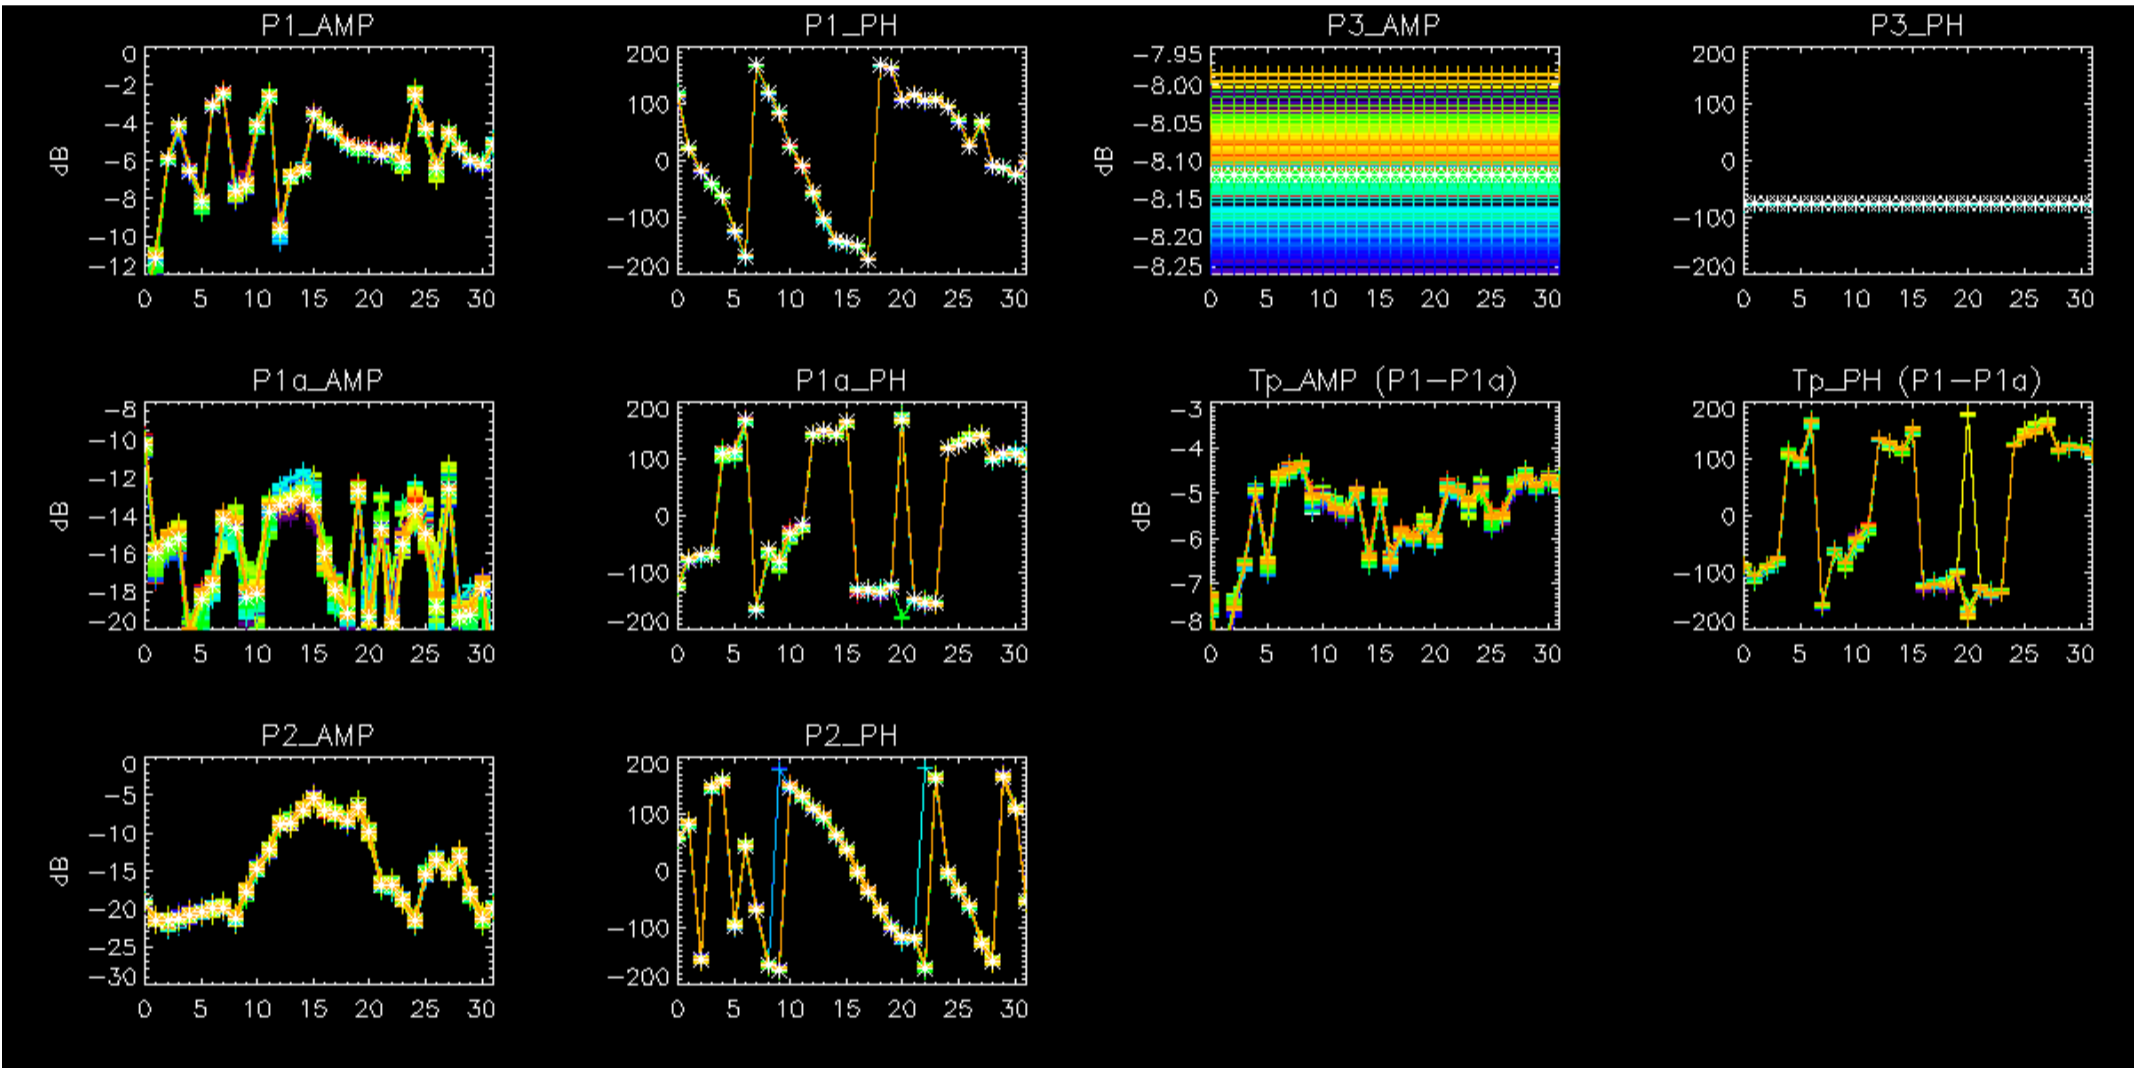 P1_AMP
P1_PH
P3_AMP
P3_PH
dB
0
-2
-4
-6
-8
-10
-12
0 5 10 15 20 25 30
200
100
0
-100
-200
0 5 10 15 20 25 30
dB
-7.95
-8.00
-8.05
-8.10
-8.15
-8.20
-8.25
0 5 10 15 20 25 30
200
100
0
-100
-200
0 5 10 15 20 25 30
P1a_AMP
P1a_PH
Tp_AMP (P1-P1a)
Tp_PH (P1-P1a)
dB
-8
-10
-12
-14
-16
-18
-20
0 5 10 15 20 25 30
200
100
0
-100
-200
0 5 10 15 20 25 30
dB
-3
-4
-5
-6
-7
-8
0 5 10 15 20 25 30
200
100
0
-100
-200
0 5 10 15 20 25 30
P2_AMP
P2_PH
dB
0
-5
-10
-15
-20
-25
-30
0 5 10 15 20 25 30
200
100
0
-100
-200
0 5 10 15 20 25 30